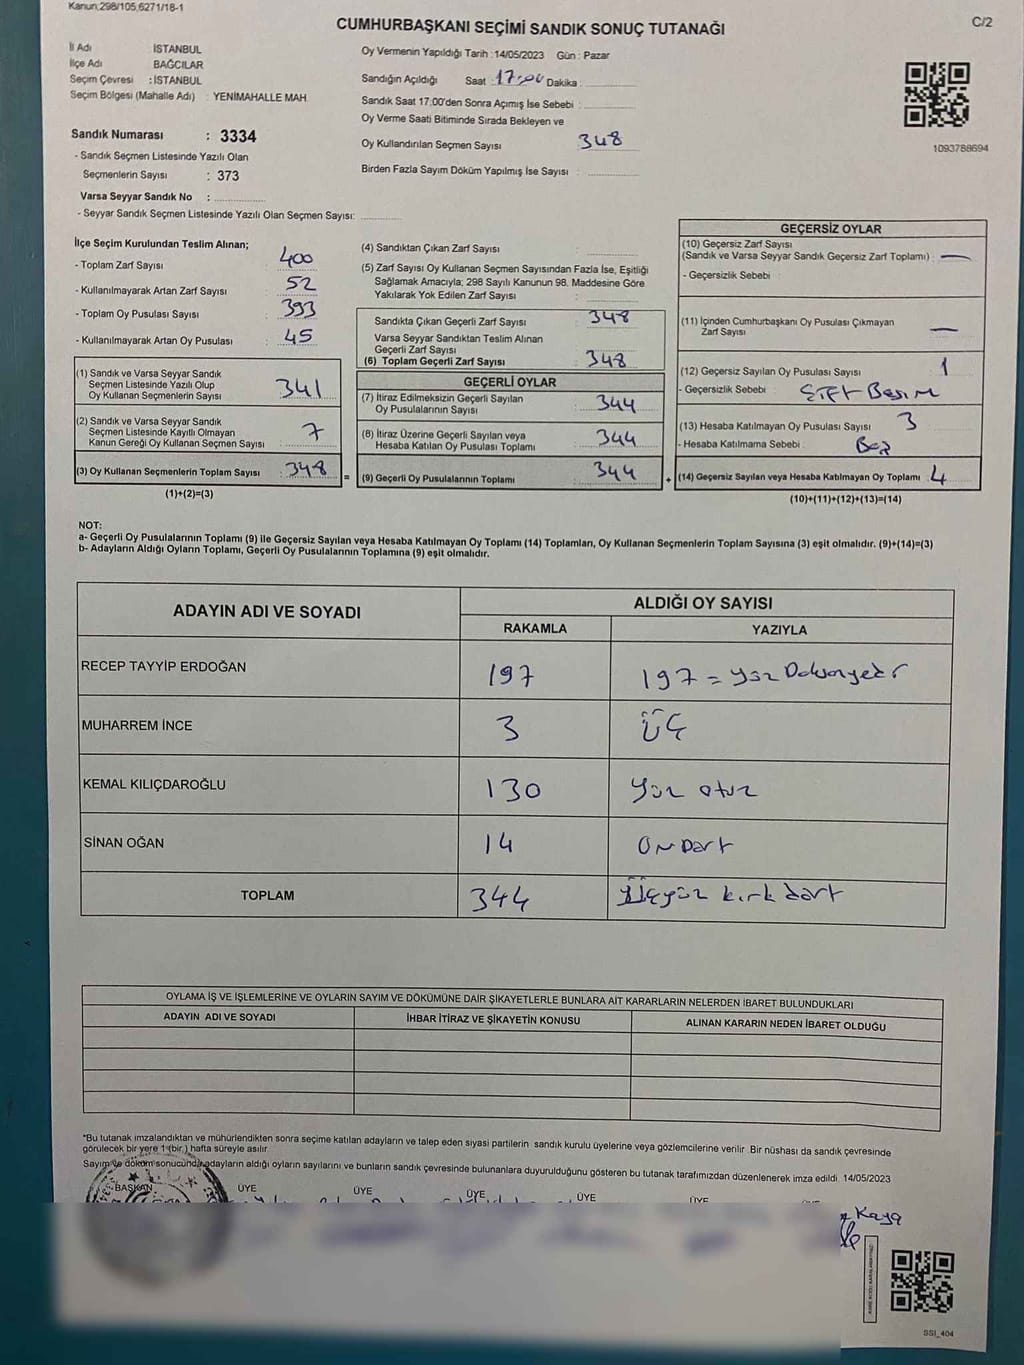 Kanun;298/105,6271/18-1
C/2
CUMHURBAŞKANI SEÇİMİ SANDIK SONUÇ TUTANAĞI
İl Adı İSTANBUL
İlçe Adı BAĞCILAR
Seçim Çevresi : İSTANBUL
Seçim Bölgesi (Mahalle Adı) : YENİMAHALLE MAH
Sandık Numarası : 3334
- Sandık Seçmen Listesinde Yazılı Olan
Seçmenlerin Sayısı : 373
Varsa Seyyar Sandık No :
- Seyyar Sandık Seçmen Listesinde Yazılı Olan Seçmen Sayısı:
Oy Vermenin Yapıldığı Tarih : 14/05/2023 Gün : Pazar
Sandığın Açıldığı Saat : 17:00 Dakika :
Sandık Saat 17:00'den Sonra Açımış İse Sebebi :
Oy Verme Saati Bitiminde Sırada Bekleyen ve
Oy Kullandırılan Seçmen Sayısı 348
Birden Fazla Sayım Döküm Yapılmış İse Sayısı :
1093788694
İlçe Seçim Kurulundan Teslim Alınan;
- Toplam Zarf Sayısı : 400
- Kullanılmayarak Artan Zarf Sayısı : 52
- Toplam Oy Pusulası Sayısı : 393
- Kullanılmayarak Artan Oy Pusulası : 45
(1) Sandık ve Varsa Seyyar Sandık
Seçmen Listesinde Yazılı Olup
Oy Kullanan Seçmenlerin Sayısı : 341
(2) Sandık ve Varsa Seyyar Sandık
Seçmen Listesinde Kayıtlı Olmayan
Kanun Gereği Oy Kullanan Seçmen Sayısı : 7
(3) Oy Kullanan Seçmenlerin Toplam Sayısı : 348 =
(1)+(2)=(3)
(4) Sandıktan Çıkan Zarf Sayısı :
(5) Zarf Sayısı Oy Kullanan Seçmen Sayısından Fazla İse, Eşitliği
Sağlamak Amacıyla; 298 Sayılı Kanunun 98. Maddesine Göre
Yakılarak Yok Edilen Zarf Sayısı :
Sandıkta Çıkan Geçerli Zarf Sayısı : 348
Varsa Seyyar Sandıktan Teslim Alınan
Geçerli Zarf Sayısı :
(6) Toplam Geçerli Zarf Sayısı : 348
GEÇERLİ OYLAR
(7) İtiraz Edilmeksizin Geçerli Sayılan
Oy Pusulalarının Sayısı : 344
(8) İtiraz Üzerine Geçerli Sayılan veya
Hesaba Katılan Oy Pusulası Toplamı : 344
(9) Geçerli Oy Pusulalarının Toplamı : 344 +
GEÇERSİZ OYLAR
(10) Geçersiz Zarf Sayısı
(Sandık ve Varsa Seyyar Sandık Geçersiz Zarf Toplamı) : —
- Geçersizlik Sebebi :
(11) İçinden Cumhurbaşkanı Oy Pusulası Çıkmayan
Zarf Sayısı : —
(12) Geçersiz Sayılan Oy Pusulası Sayısı : 1
- Geçersizlik Sebebi : Çift Basım
(13) Hesaba Katılmayan Oy Pusulası Sayısı : 3
- Hesaba Katılmama Sebebi : Boş
(14) Geçersiz Sayılan veya Hesaba Katılmayan Oy Toplamı : 4
(10)+(11)+(12)+(13)=(14)
NOT:
a- Geçerli Oy Pusulalarının Toplamı (9) ile Geçersiz Sayılan veya Hesaba Katılmayan Oy Toplamı (14) Toplamları, Oy Kullanan Seçmenlerin Toplam Sayısına (3) eşit olmalıdır. (9)+(14)=(3)
b- Adayların Aldığı Oyların Toplamı, Geçerli Oy Pusulalarının Toplamına (9) eşit olmalıdır.
ADAYIN ADI VE SOYADI ALDIĞI OY SAYISI
RAKAMLA YAZIYLA
RECEP TAYYİP ERDOĞAN 197 197 = yüz Doksanyedi
MUHARREM İNCE 3 ÜÇ
KEMAL KILIÇDAROĞLU 130 Yüz otuz
SİNAN OĞAN 14 On Dört
TOPLAM 344 Üçyüz kırk dört
OYLAMA İŞ VE İŞLEMLERİNE VE OYLARIN SAYIM VE DÖKÜMÜNE DAİR ŞİKAYETLERLE BUNLARA AİT KARARLARIN NELERDEN İBARET BULUNDUKLARI
ADAYIN ADI VE SOYADI İHBAR İTİRAZ VE ŞİKAYETİN KONUSU ALINAN KARARIN NEDEN İBARET OLDUĞU
*Bu tutanak imzalandıktan ve mühürlendikten sonra seçime katılan adayların ve talep eden siyasi partilerin sandık kurulu üyelerine veya gözlemcilerine verilir. Bir nüshası da sandık çevresinde
görülecek bir yere 1 (bir) hafta süreyle asılır.
Sayım ve döküm sonucunda adayların aldığı oyların sayılarını ve bunların sandık çevresinde bulunanlara duyurulduğunu gösteren bu tutanak tarafımızdan düzenlenerek imza edildi. 14/05/2023
BAŞKAN ÜYE ÜYE ÜYE ÜYE ÜYE
Kaya
SSI_404